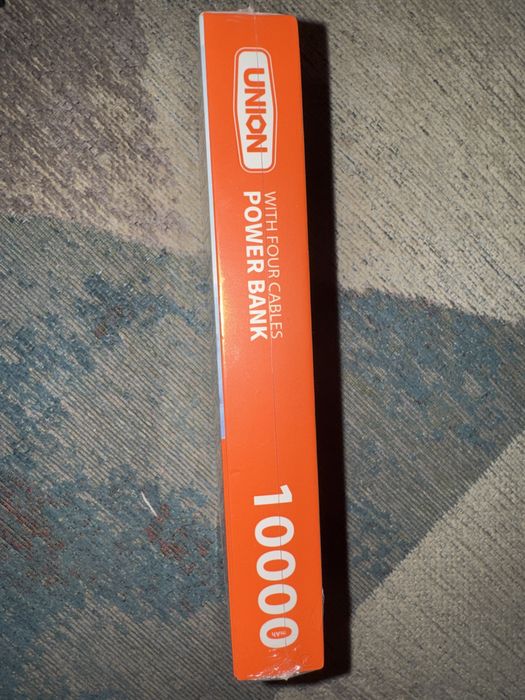 UNION
WITH FOUR CABLES
POWER BANK
10000
mAh